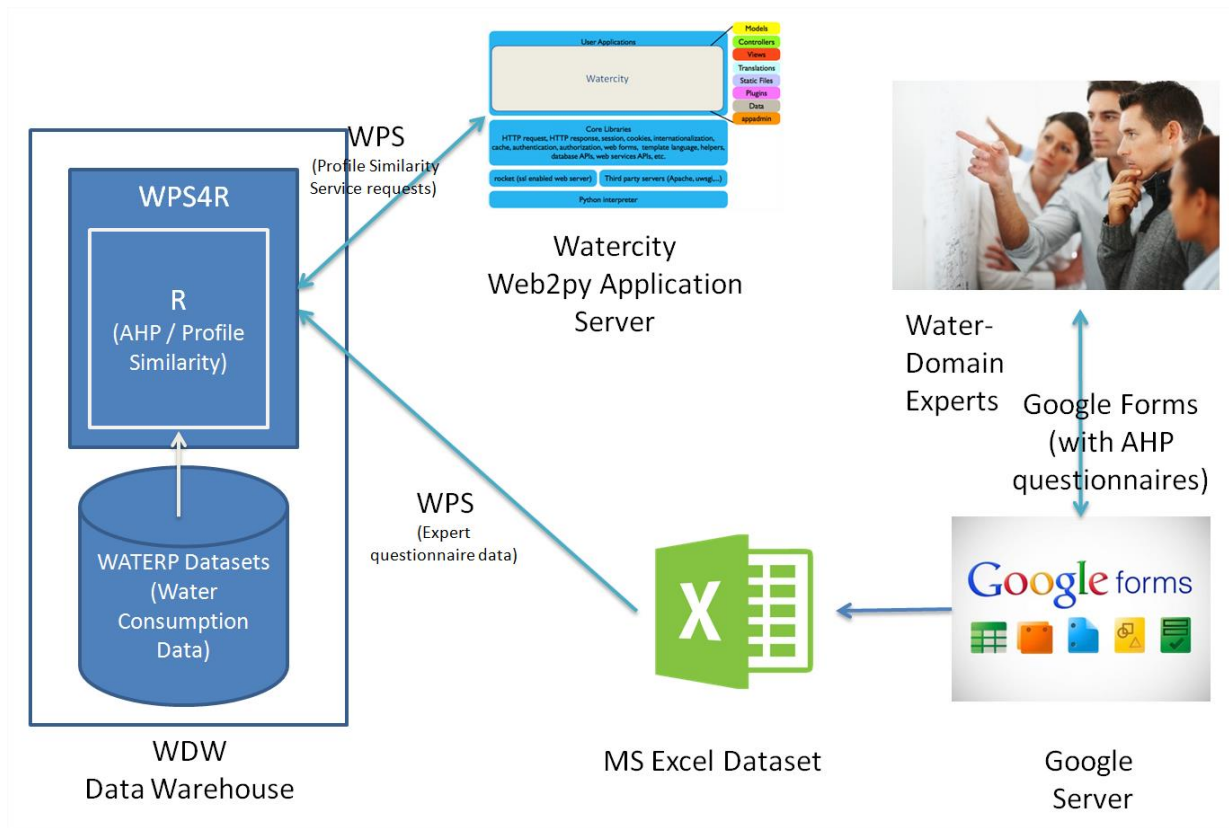 WPS
(Profile Similarity
Service requests)
WPS4R
R
(AHP / Profile
Similarity)
WATERP Datasets
(Water
Consumption
Data)
WDW
Data Warehouse
User Applications
Watercity
Models
Controllers
Views
Translations
Static Files
Plugins
Data
appadmin
Core Libraries
HTTP request, HTTP response, session, cookies, internationalization,
cache, authentication, authorization, web forms, template language, helpers,
database APIs, web services APIs, etc.
rocket (ssl enabled web server)
Third party servers (Apache, uwsgi,...)
Python interpreter
Watercity
Web2py Application
Server
WPS
(Expert
questionnaire data)
X
MS Excel Dataset
Water-
Domain
Experts
Google Forms
(with AHP
questionnaires)
Google forms
Google
Server